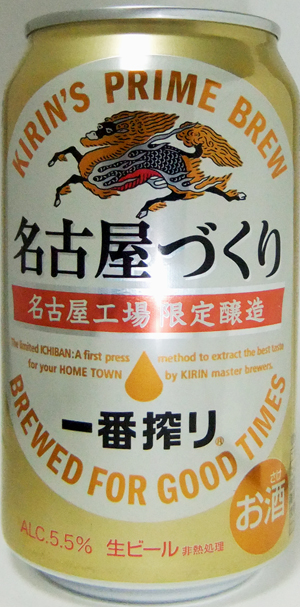 KIRIN'S PRIME BREW
名古屋づくり
名古屋工場 限定醸造
The limited ICHIBAN: A first press method to extract the best taste
for your HOME TOWN by KIRIN master brewers.
一番搾り®
BREWED FOR GOOD TIMES
さけ
お酒
ALC.5.5% 生ビール 非熱処理